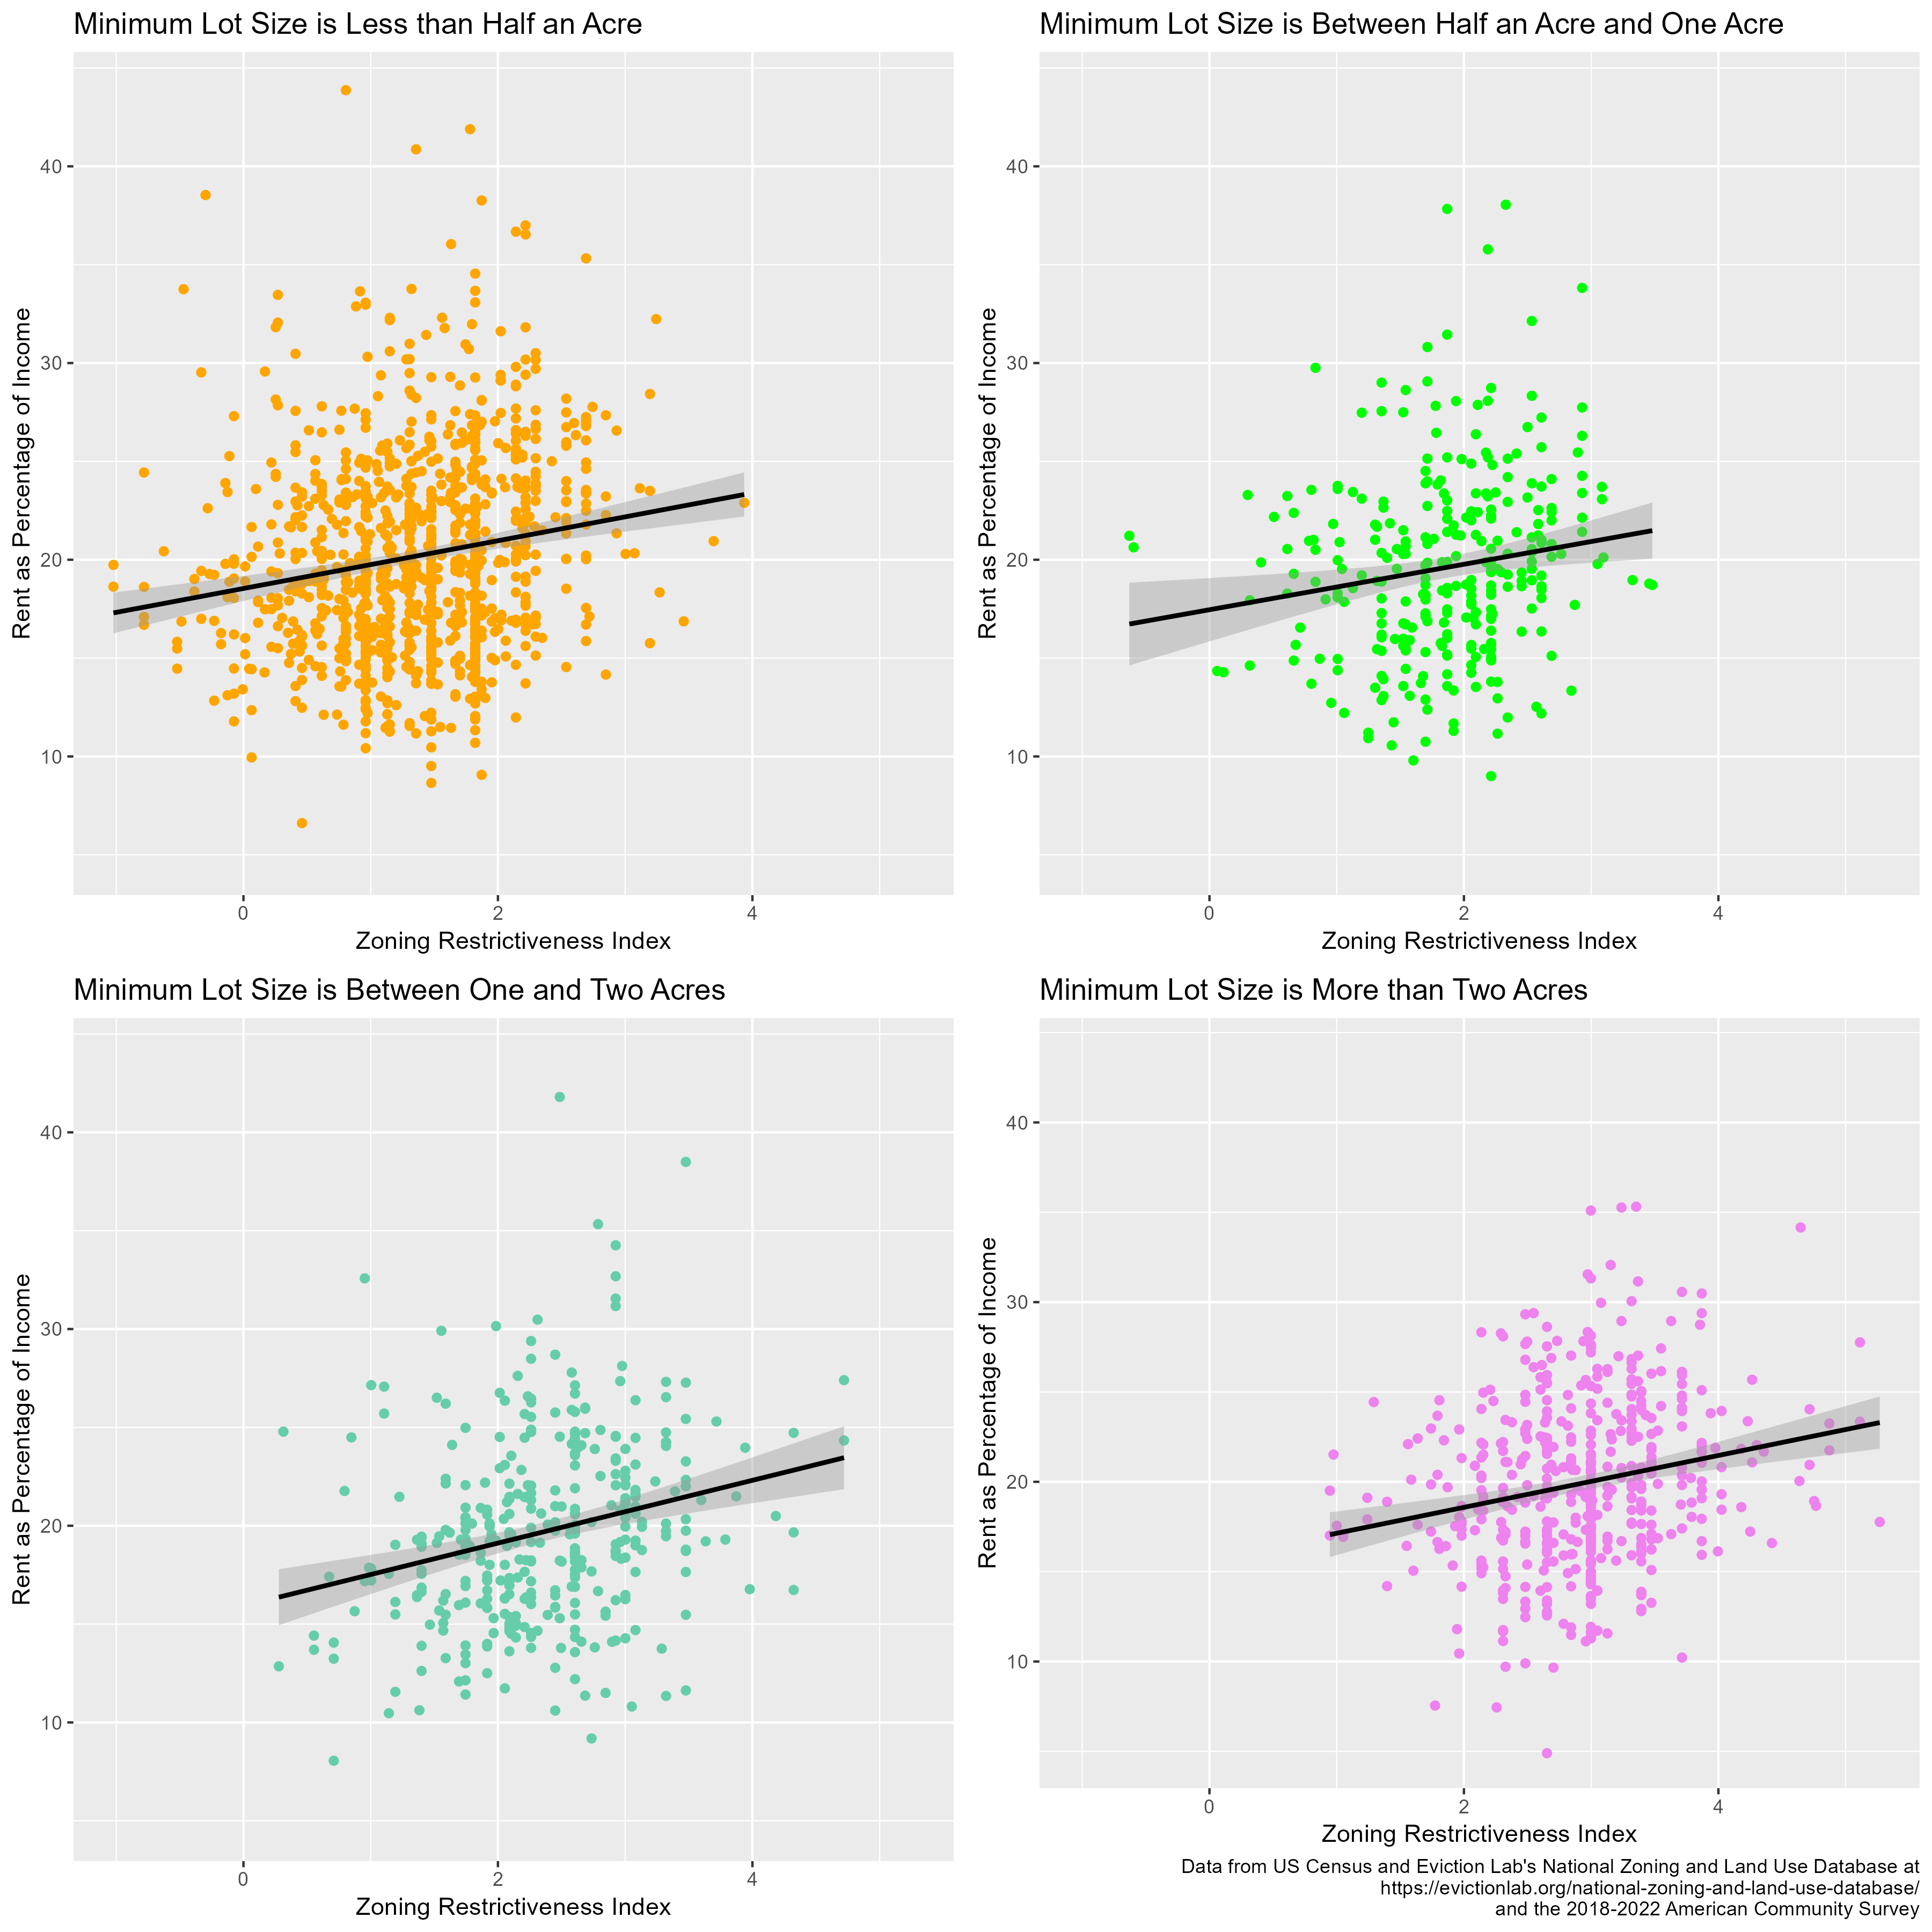 Minimum Lot Size is Less than Half an Acre
Rent as Percentage of Income
40
30
20
10
0 2 4
Zoning Restrictiveness Index
Minimum Lot Size is Between Half an Acre and One Acre
Rent as Percentage of Income
40
30
20
10
0 2 4
Zoning Restrictiveness Index
Minimum Lot Size is Between One and Two Acres
Rent as Percentage of Income
40
30
20
10
0 2 4
Zoning Restrictiveness Index
Minimum Lot Size is More than Two Acres
Rent as Percentage of Income
40
30
20
10
0 2 4
Zoning Restrictiveness Index
Data from US Census and Eviction Lab's National Zoning and Land Use Database at
https://evictionlab.org/national-zoning-and-land-use-database/
and the 2018-2022 American Community Survey